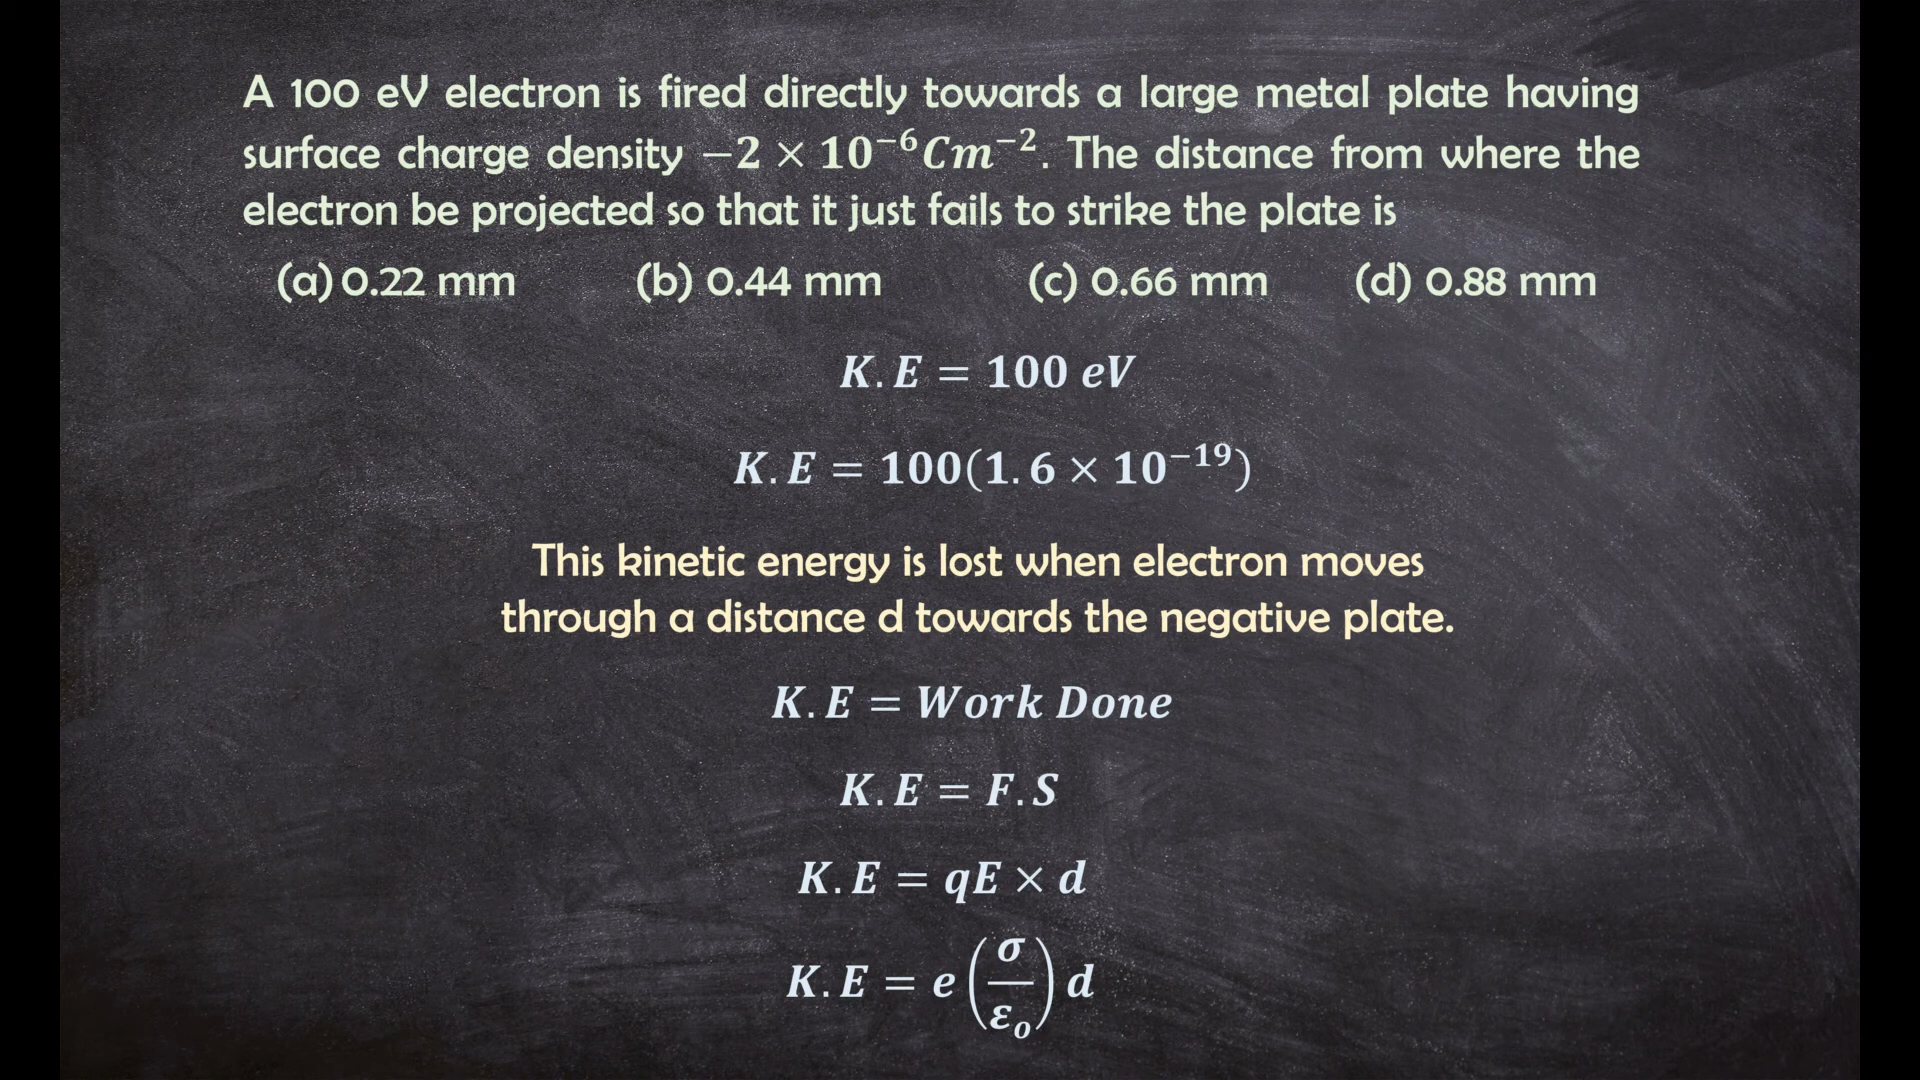 A 100 eV electron is fired directly towards a large metal plate having
surface charge density −2 × 10⁻⁶Cm⁻². The distance from where the
electron be projected so that it just fails to strike the plate is
(a) 0.22 mm (b) 0.44 mm (c) 0.66 mm (d) 0.88 mm
K.E = 100 eV
K.E = 100(1.6 × 10⁻¹⁹)
This kinetic energy is lost when electron moves
through a distance d towards the negative plate.
K.E = Work Done
K.E = F.S
K.E = qE × d
K.E = e(σ/εₒ)d